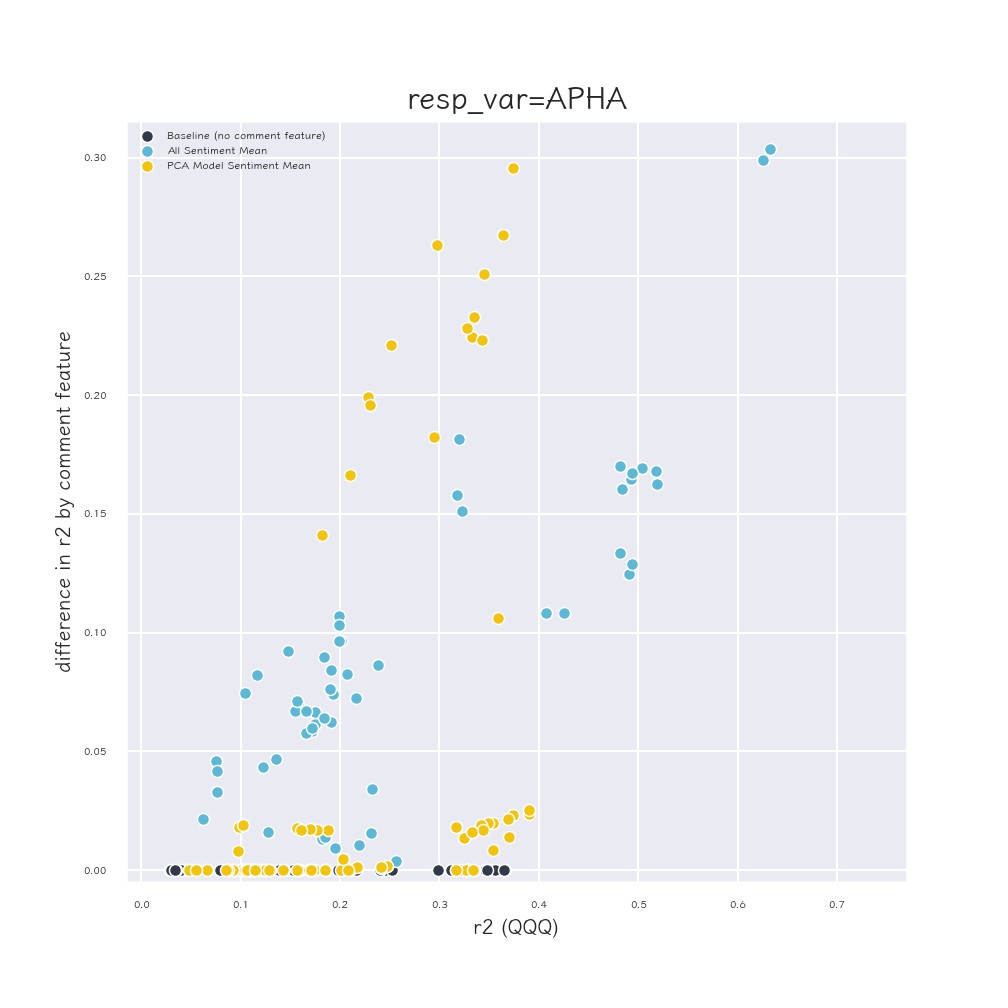 resp_var=APHA
Baseline (no comment feature)
All Sentiment Mean
PCA Model Sentiment Mean
difference in r2 by comment feature
0.30
0.25
0.20
0.15
0.10
0.05
0.00
0.0 0.1 0.2 0.3 0.4 0.5 0.6 0.7
r2 (QQQ)